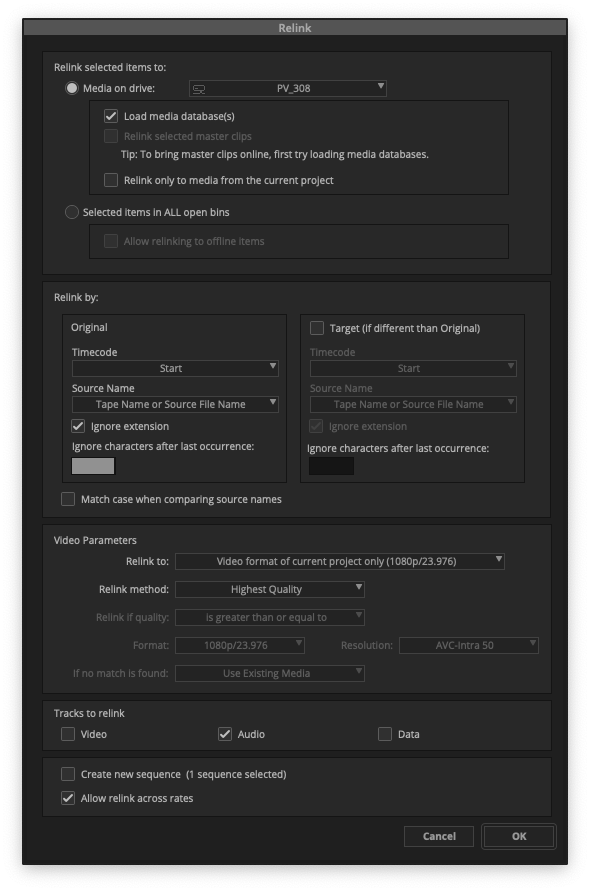 Relink
Relink selected items to:
Media on drive: PV_308
Load media database(s)
Relink selected master clips
Tip: To bring master clips online, first try loading media databases.
Relink only to media from the current project
Selected items in ALL open bins
Allow relinking to offline items
Relink by:
Original
Timecode
Start
Source Name
Tape Name or Source File Name
Ignore extension
Ignore characters after last occurrence:
Target (if different than Original)
Timecode
Start
Source Name
Tape Name or Source File Name
Ignore extension
Ignore characters after last occurrence:
Match case when comparing source names
Video Parameters
Relink to: Video format of current project only (1080p/23.976)
Relink method: Highest Quality
Relink if quality: is greater than or equal to
Format: 1080p/23.976 Resolution: AVC-Intra 50
If no match is found: Use Existing Media
Tracks to relink
Video Audio Data
Create new sequence (1 sequence selected)
Allow relink across rates
Cancel OK